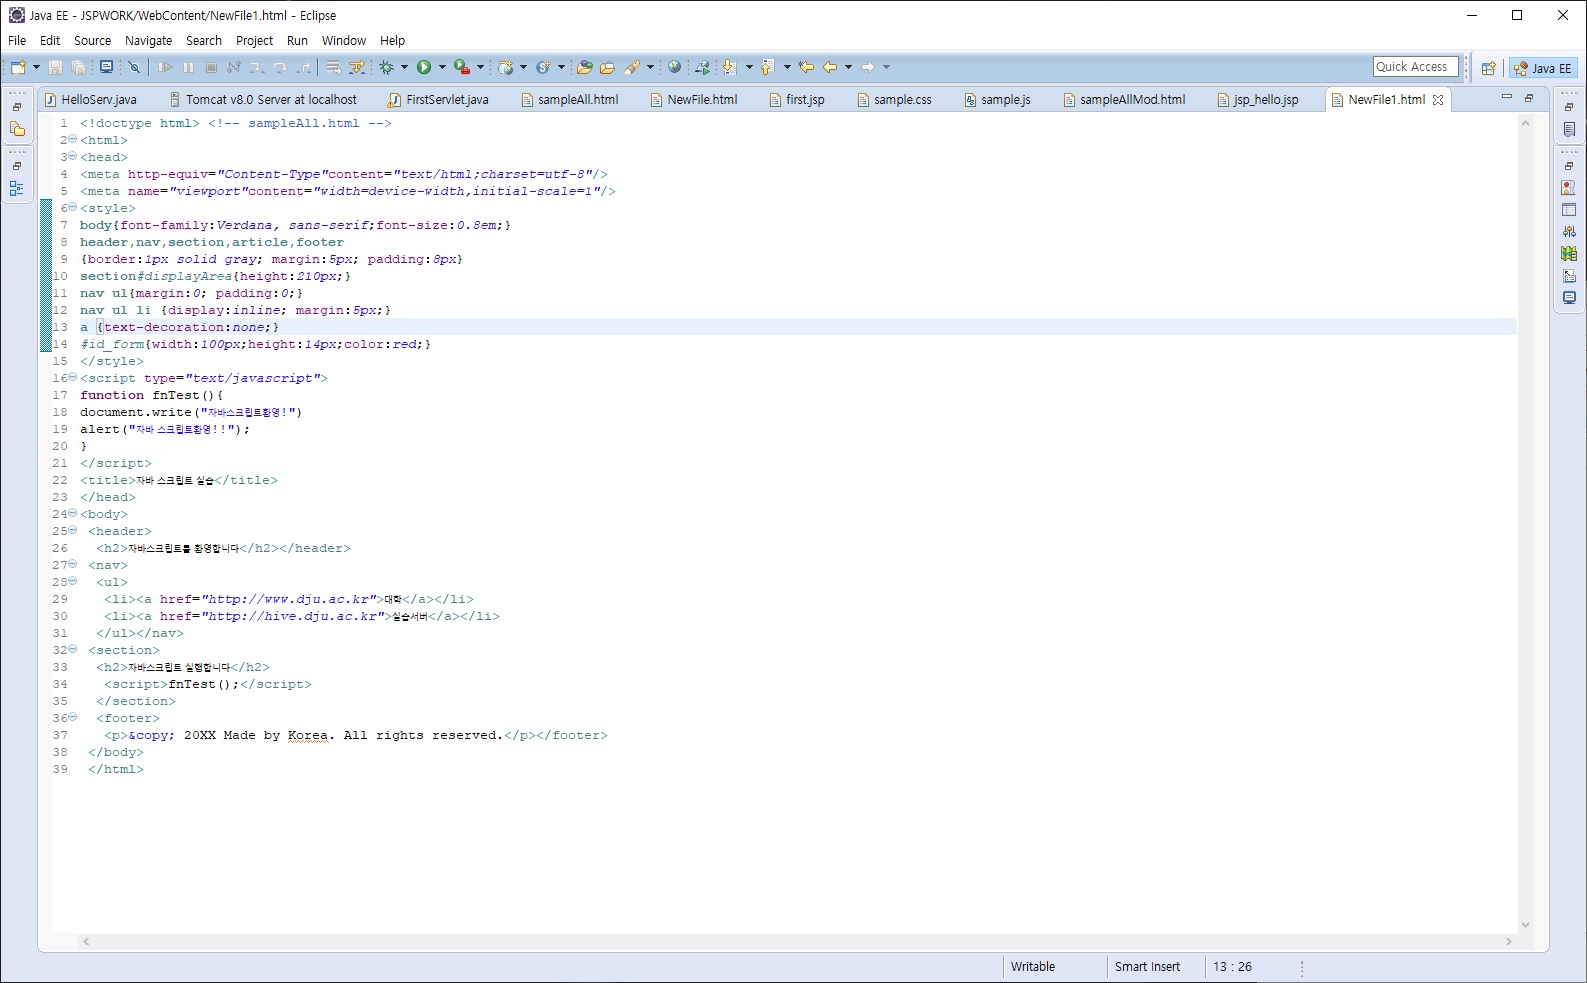 Java EE - JSPWORK/WebContent/NewFile1.html - Eclipse
File Edit Source Navigate Search Project Run Window Help
Quick Access Java EE
HelloServ.java Tomcat v8.0 Server at localhost FirstServlet.java sampleAll.html NewFile.html first.jsp sample.css sample.js sampleAllMod.html jsp_hello.jsp NewFile1.html
1 <!doctype html> <!-- sampleAll.html -->
2 <html>
3 <head>
4 <meta http-equiv="Content-Type"content="text/html;charset=utf-8"/>
5 <meta name="viewport"content="width=device-width,initial-scale=1"/>
6 <style>
7 body{font-family:Verdana, sans-serif;font-size:0.8em;}
8 header,nav,section,article,footer
9 {border:1px solid gray; margin:5px; padding:8px}
10 section#displayArea{height:210px;}
11 nav ul{margin:0; padding:0;}
12 nav ul li {display:inline; margin:5px;}
13 a {text-decoration:none;}
14 #id_form{width:100px;height:14px;color:red;}
15 </style>
16 <script type="text/javascript">
17 function fnTest(){
18 document.write("자바스크립트환영!")
19 alert("자바 스크립트환영!!");
20 }
21 </script>
22 <title>자바 스크립트 실습</title>
23 </head>
24 <body>
25 <header>
26 <h2>자바스크립트를 환영합니다</h2></header>
27 <nav>
28 <ul>
29 <li><a href="http://www.dju.ac.kr">대학</a></li>
30 <li><a href="http://hive.dju.ac.kr">실습서버</a></li>
31 </ul></nav>
32 <section>
33 <h2>자바스크립트 실행합니다</h2>
34 <script>fnTest();</script>
35 </section>
36 <footer>
37 <p>&copy; 20XX Made by Korea. All rights reserved.</p></footer>
38 </body>
39 </html>
Writable Smart Insert 13 : 26